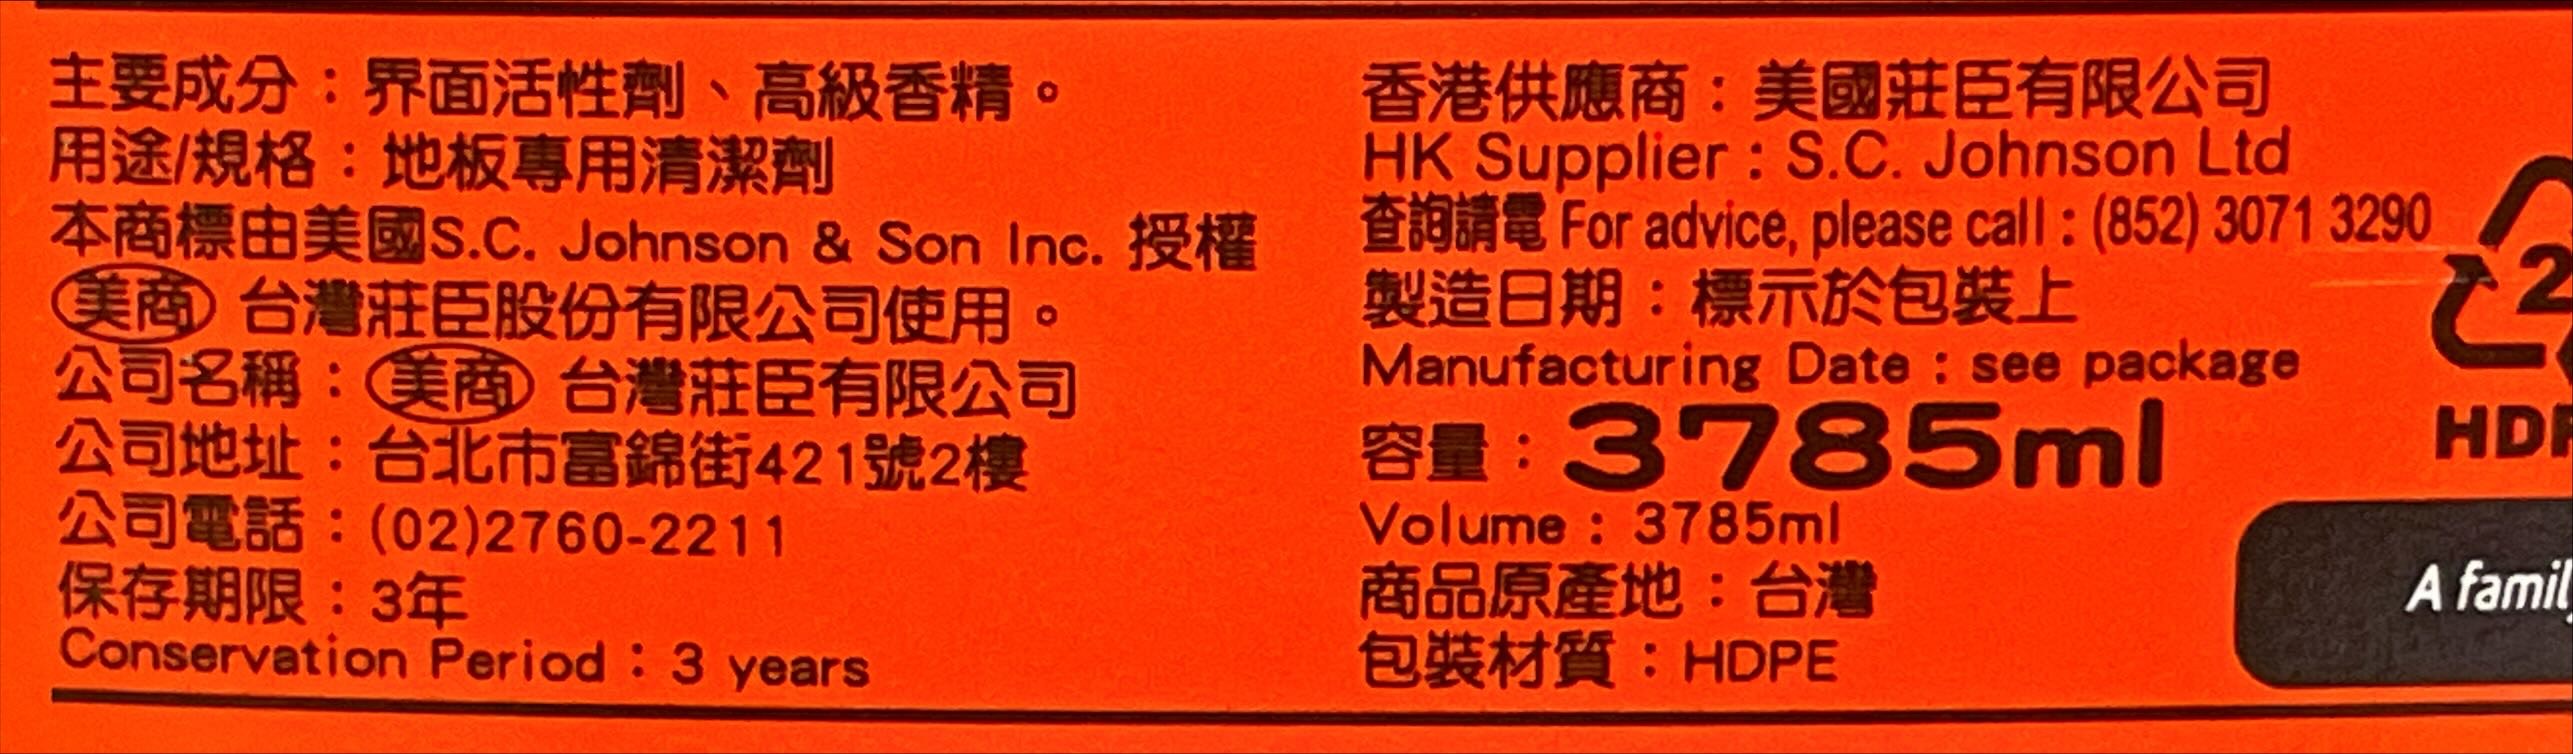 主要成分：界面活性劑、高級香精。
用途/規格：地板專用清潔劑
本商標由美國S.C. Johnson & Son Inc. 授權
美商 台灣莊臣股份有限公司使用。
公司名稱：美商 台灣莊臣有限公司
公司地址：台北市富錦街421號2樓
公司電話：(02)2760-2211
保存期限：3年
Conservation Period：3 years
香港供應商：美國莊臣有限公司
HK Supplier：S.C. Johnson Ltd
查詢請電 For advice, please call：(852) 3071 3290
製造日期：標示於包裝上
Manufacturing Date：see package
容量：3785ml
Volume：3785ml
商品原產地：台灣
包裝材質：HDPE
2
A